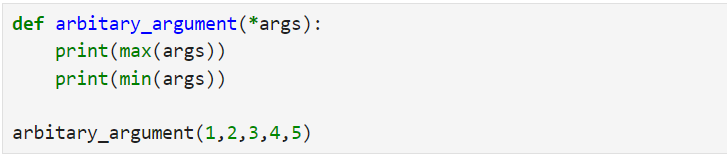 def arbitary_argument(*args):
    print(max(args))
    print(min(args))

arbitary_argument(1,2,3,4,5)